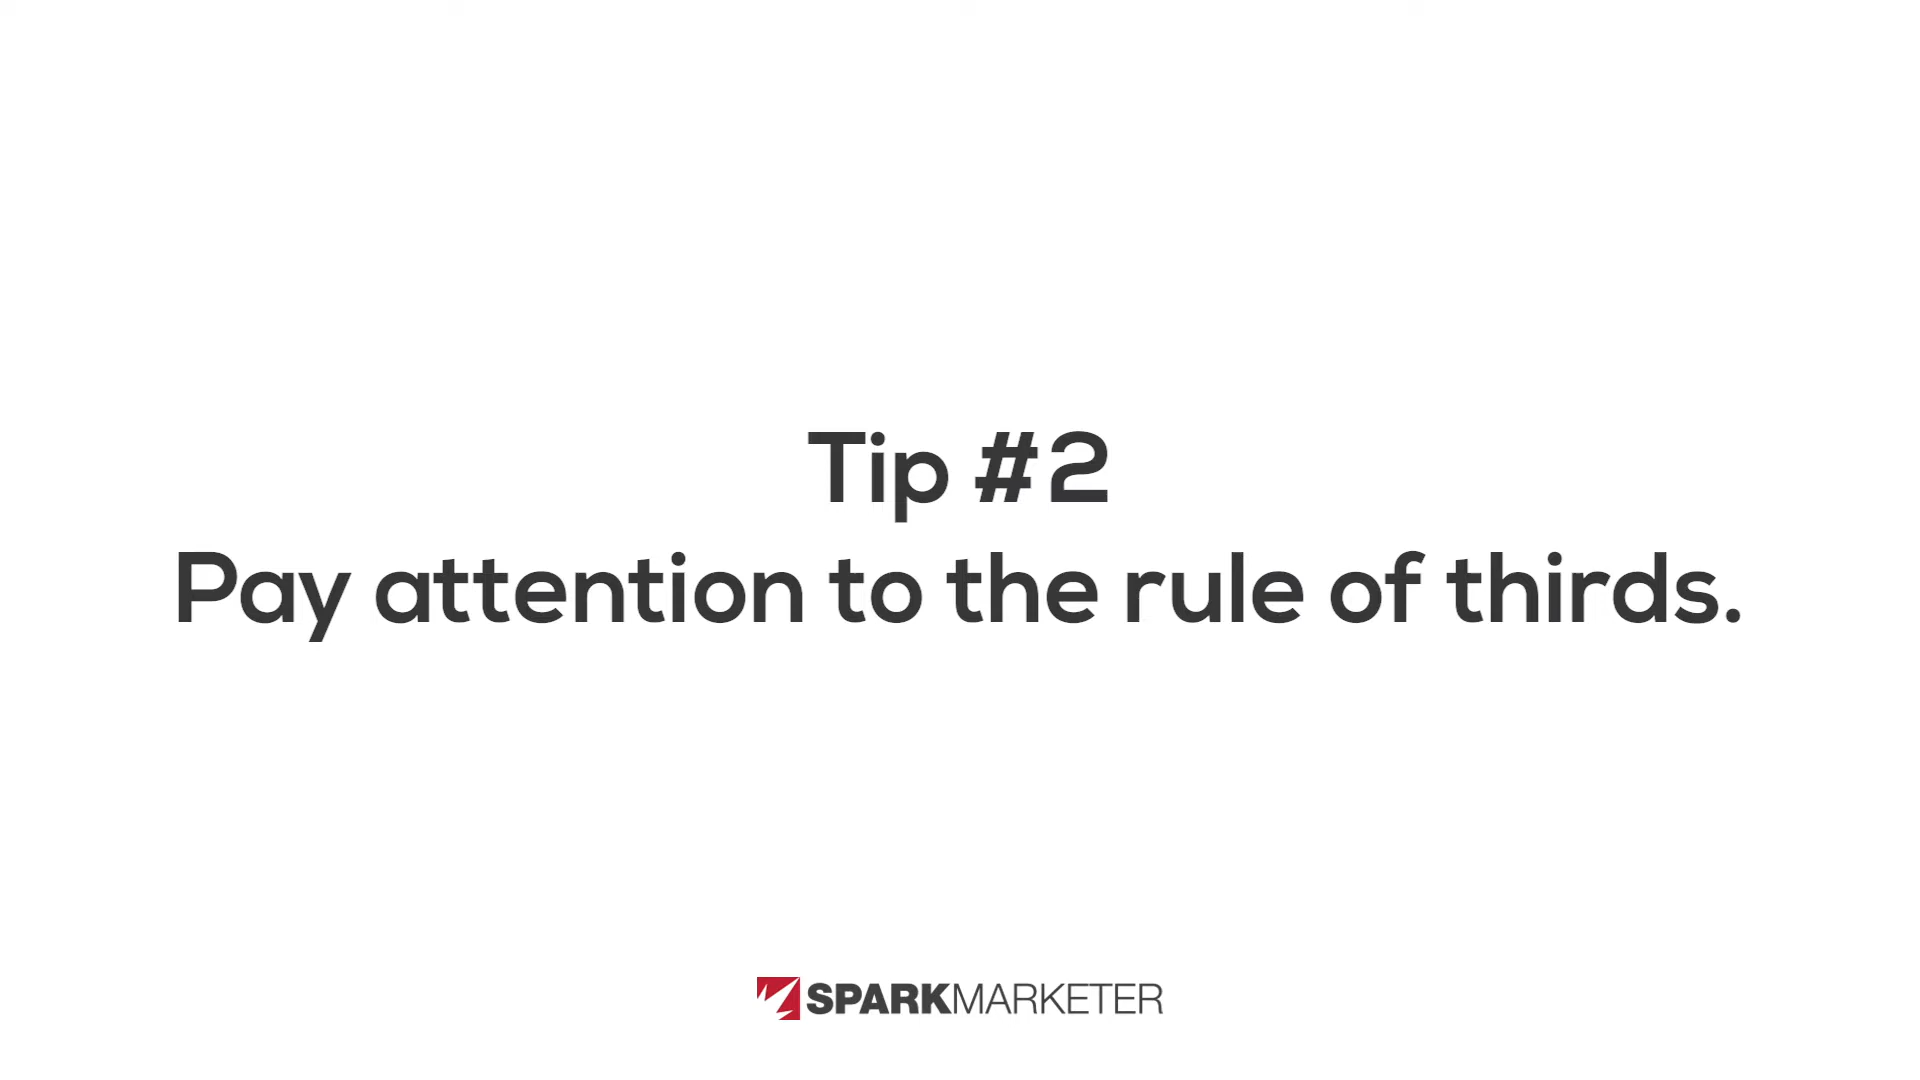 Tip #2
Pay attention to the rule of thirds.
SPARKMARKETER